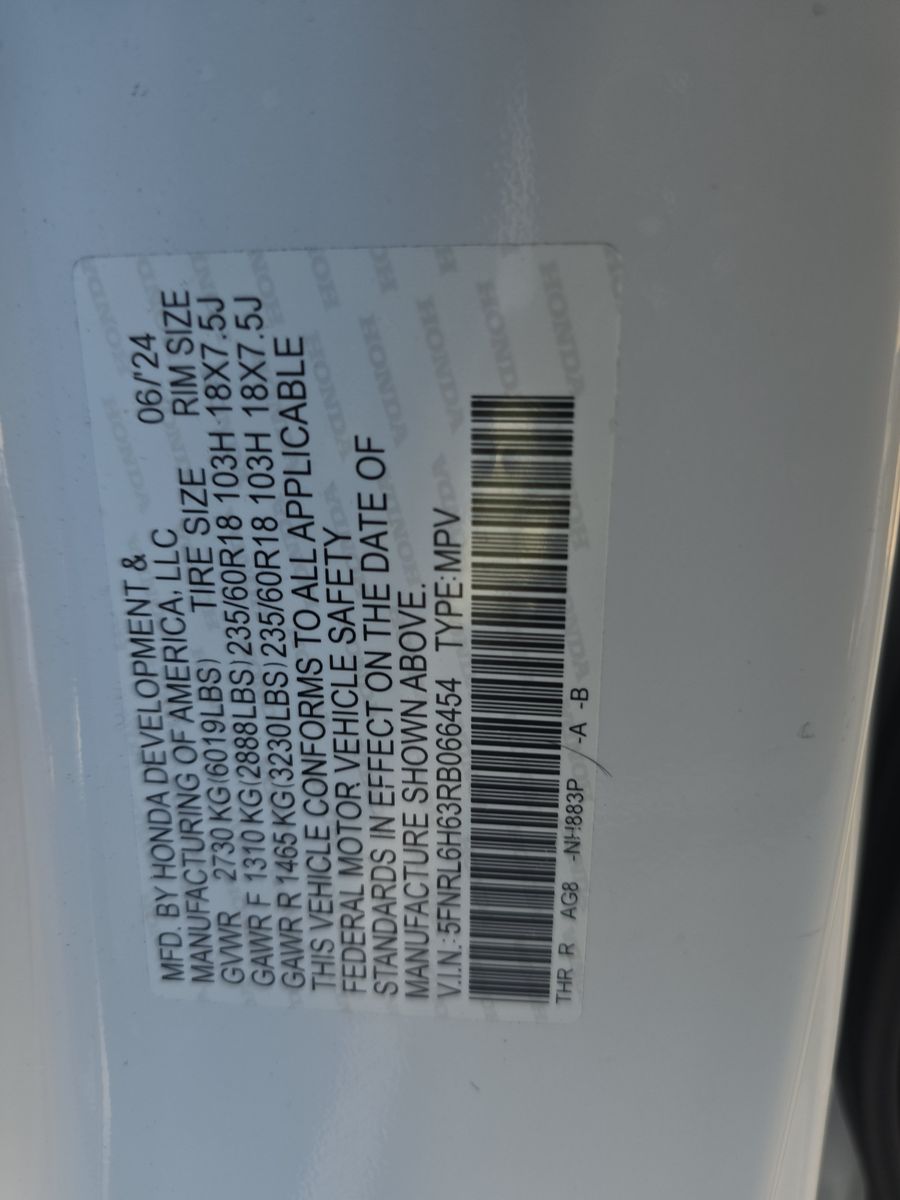 MFD. BY HONDA DEVELOPMENT & 06/'24
MANUFACTURING OF AMERICA, LLC
TIRE SIZE RIM SIZE
GVWR 2730 KG(6019LBS)
GAWR F 1310 KG(2888LBS)235/60R18 103H 18X7.5J
GAWR R 1465 KG(3230LBS)235/60R18 103H 18X7.5J
THIS VEHICLE CONFORMS TO ALL APPLICABLE
FEDERAL MOTOR VEHICLE SAFETY
STANDARDS IN EFFECT ON THE DATE OF
MANUFACTURE SHOWN ABOVE.
V.I.N.:5FNRL6H63RB066454 TYPE:MPV
THR R AG8 -NH883P /-A -B